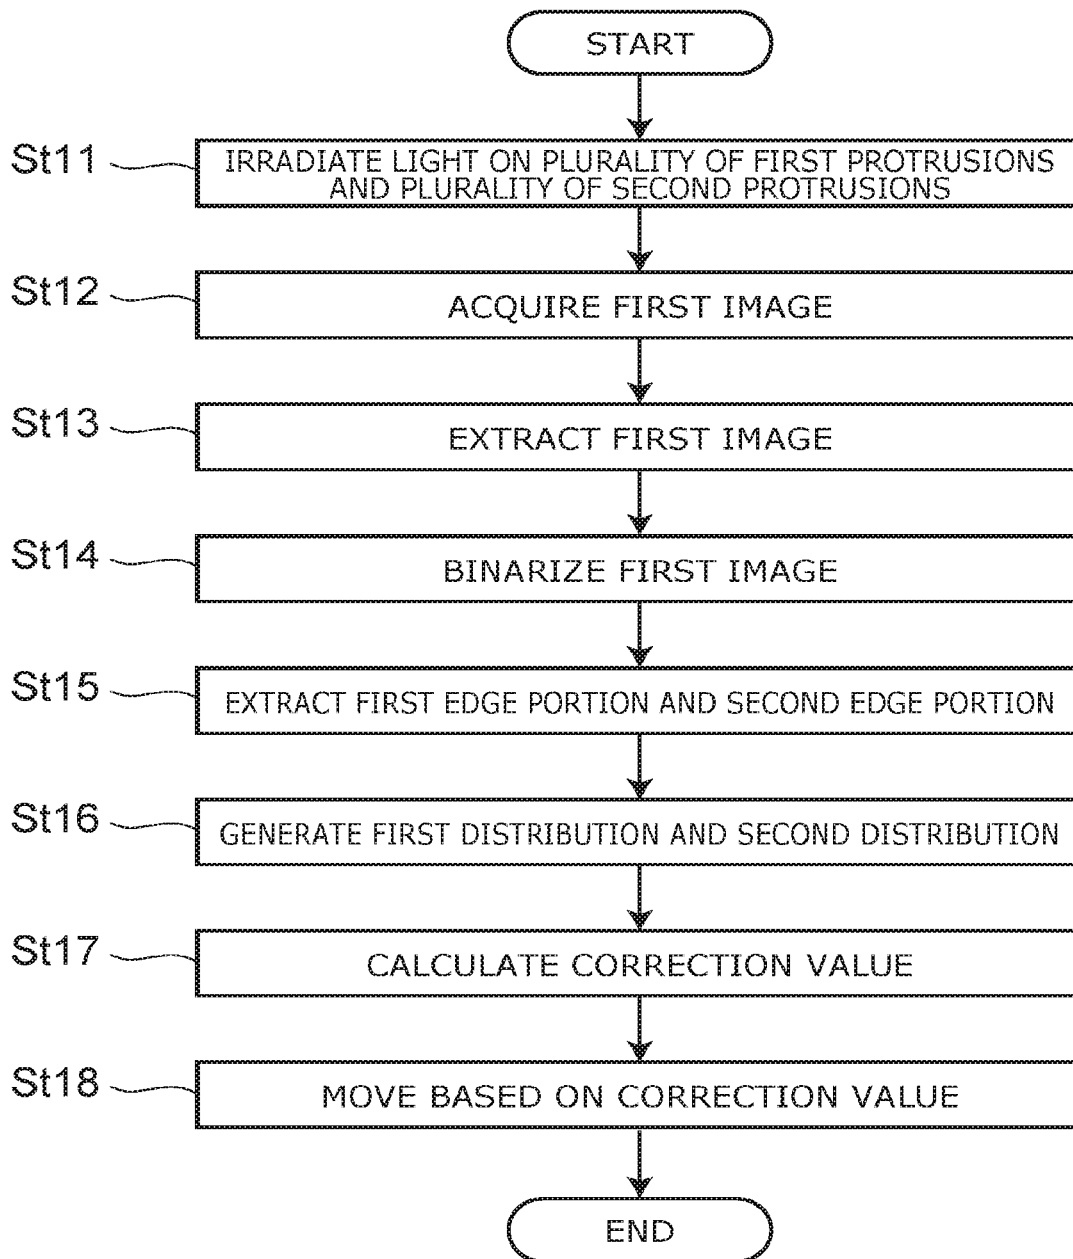 START
St11
IRRADIATE LIGHT ON PLURALITY OF FIRST PROTRUSIONS
AND PLURALITY OF SECOND PROTRUSIONS
St12
ACQUIRE FIRST IMAGE
St13
EXTRACT FIRST IMAGE
St14
BINARIZE FIRST IMAGE
St15
EXTRACT FIRST EDGE PORTION AND SECOND EDGE PORTION
St16
GENERATE FIRST DISTRIBUTION AND SECOND DISTRIBUTION
St17
CALCULATE CORRECTION VALUE
St18
MOVE BASED ON CORRECTION VALUE
END